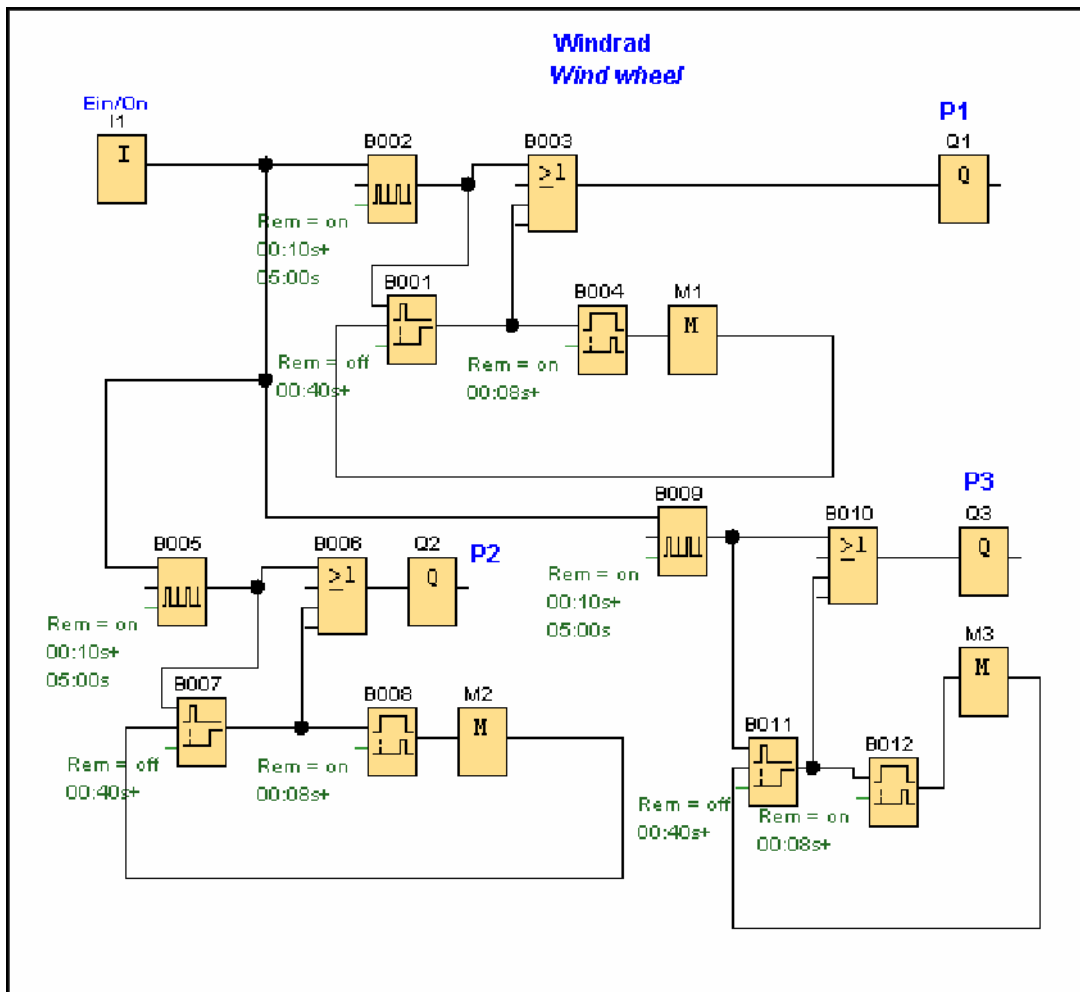 Windrad
Wind wheel
Ein/On
I1
I
B002
Rem = on
00:10s+
05:00s
B003
≥1
P1
Q1
Q
B001
Rem = off
00:40s+
B004
Rem = on
00:08s+
M1
M
B005
Rem = on
00:10s+
05:00s
B006
≥1
Q2
Q
P2
B007
Rem = off
00:40s+
B008
Rem = on
00:08s+
M2
M
B009
Rem = on
00:10s+
05:00s
B010
≥1
P3
Q3
Q
M3
M
B011
Rem = off
00:40s+
B012
Rem = on
00:08s+